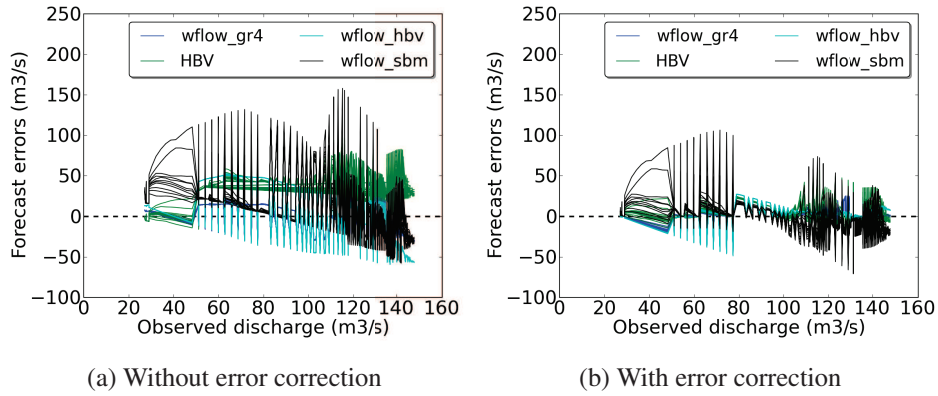 250
200
150
100
50
0
−50
−100
Forecast errors (m3/s)
wflow_gr4
HBV
wflow_hbv
wflow_sbm
0 20 40 60 80 100 120 140 160
Observed discharge (m3/s)
(a) Without error correction
250
200
150
100
50
0
−50
−100
Forecast errors (m3/s)
wflow_gr4
HBV
wflow_hbv
wflow_sbm
0 20 40 60 80 100 120 140 160
Observed discharge (m3/s)
(b) With error correction